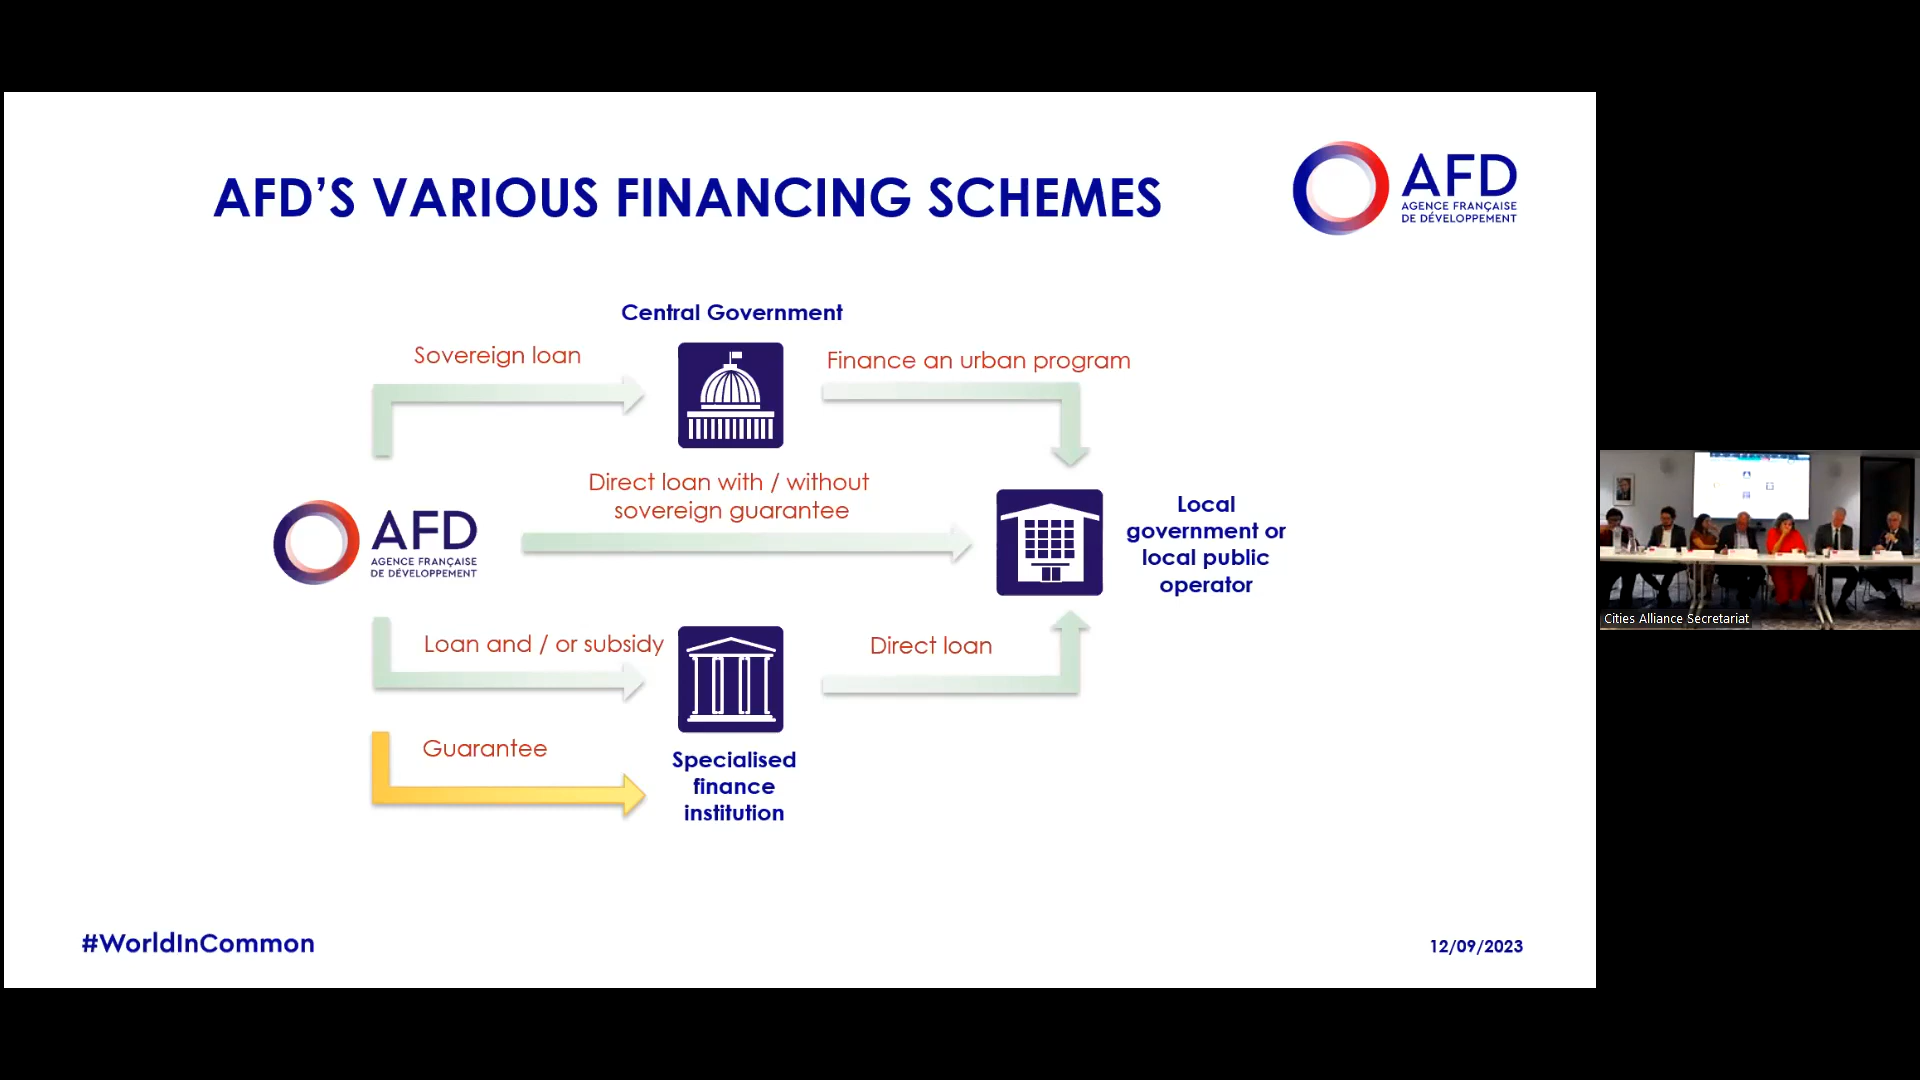 AFD'S VARIOUS FINANCING SCHEMES
AFD
AGENCE FRANÇAISE
DE DÉVELOPPEMENT
Central Government
Sovereign loan
Finance an urban program
Direct loan with / without
sovereign guarantee
AFD
AGENCE FRANÇAISE
DE DÉVELOPPEMENT
Local
government or
local public
operator
Loan and / or subsidy
Direct loan
Guarantee
Specialised
finance
institution
#WorldInCommon
12/09/2023
Cities Alliance Secretariat